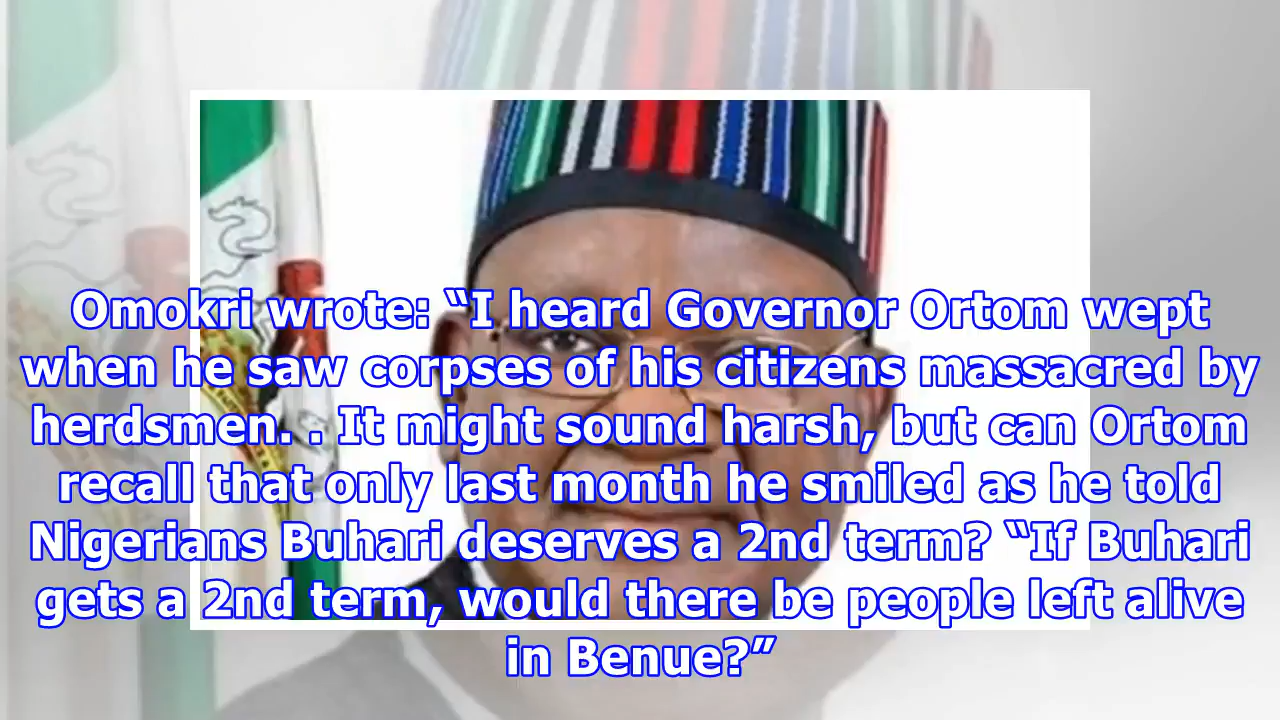 Omokri wrote: “I heard Governor Ortom wept
when he saw corpses of his citizens massacred by
herdsmen. . It might sound harsh, but can Ortom
recall that only last month he smiled as he told
Nigerians Buhari deserves a 2nd term? “If Buhari
gets a 2nd term, would there be people left alive
in Benue?”